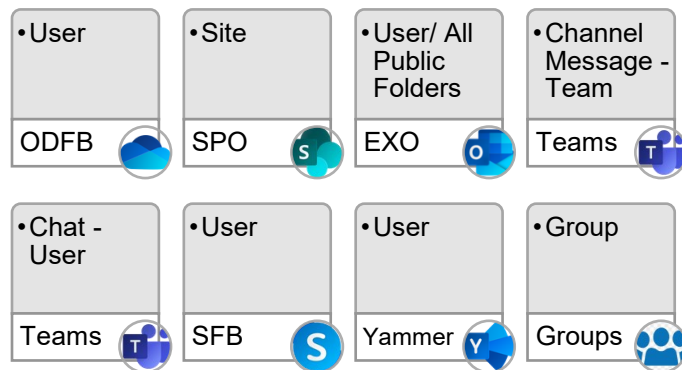 •User
ODFB
•Site
SPO
S
•User/ All
Public
Folders
EXO
O
•Channel
Message -
Team
Teams
T
•Chat -
User
Teams
T
•User
SFB
S
•User
Yammer
Y
•Group
Groups